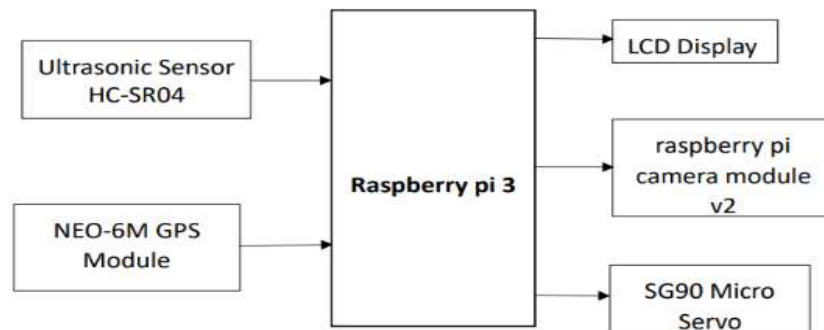 Ultrasonic Sensor
HC-SR04
NEO-6M GPS
Module
Raspberry pi 3
LCD Display
raspberry pi
camera module
v2
SG90 Micro
Servo